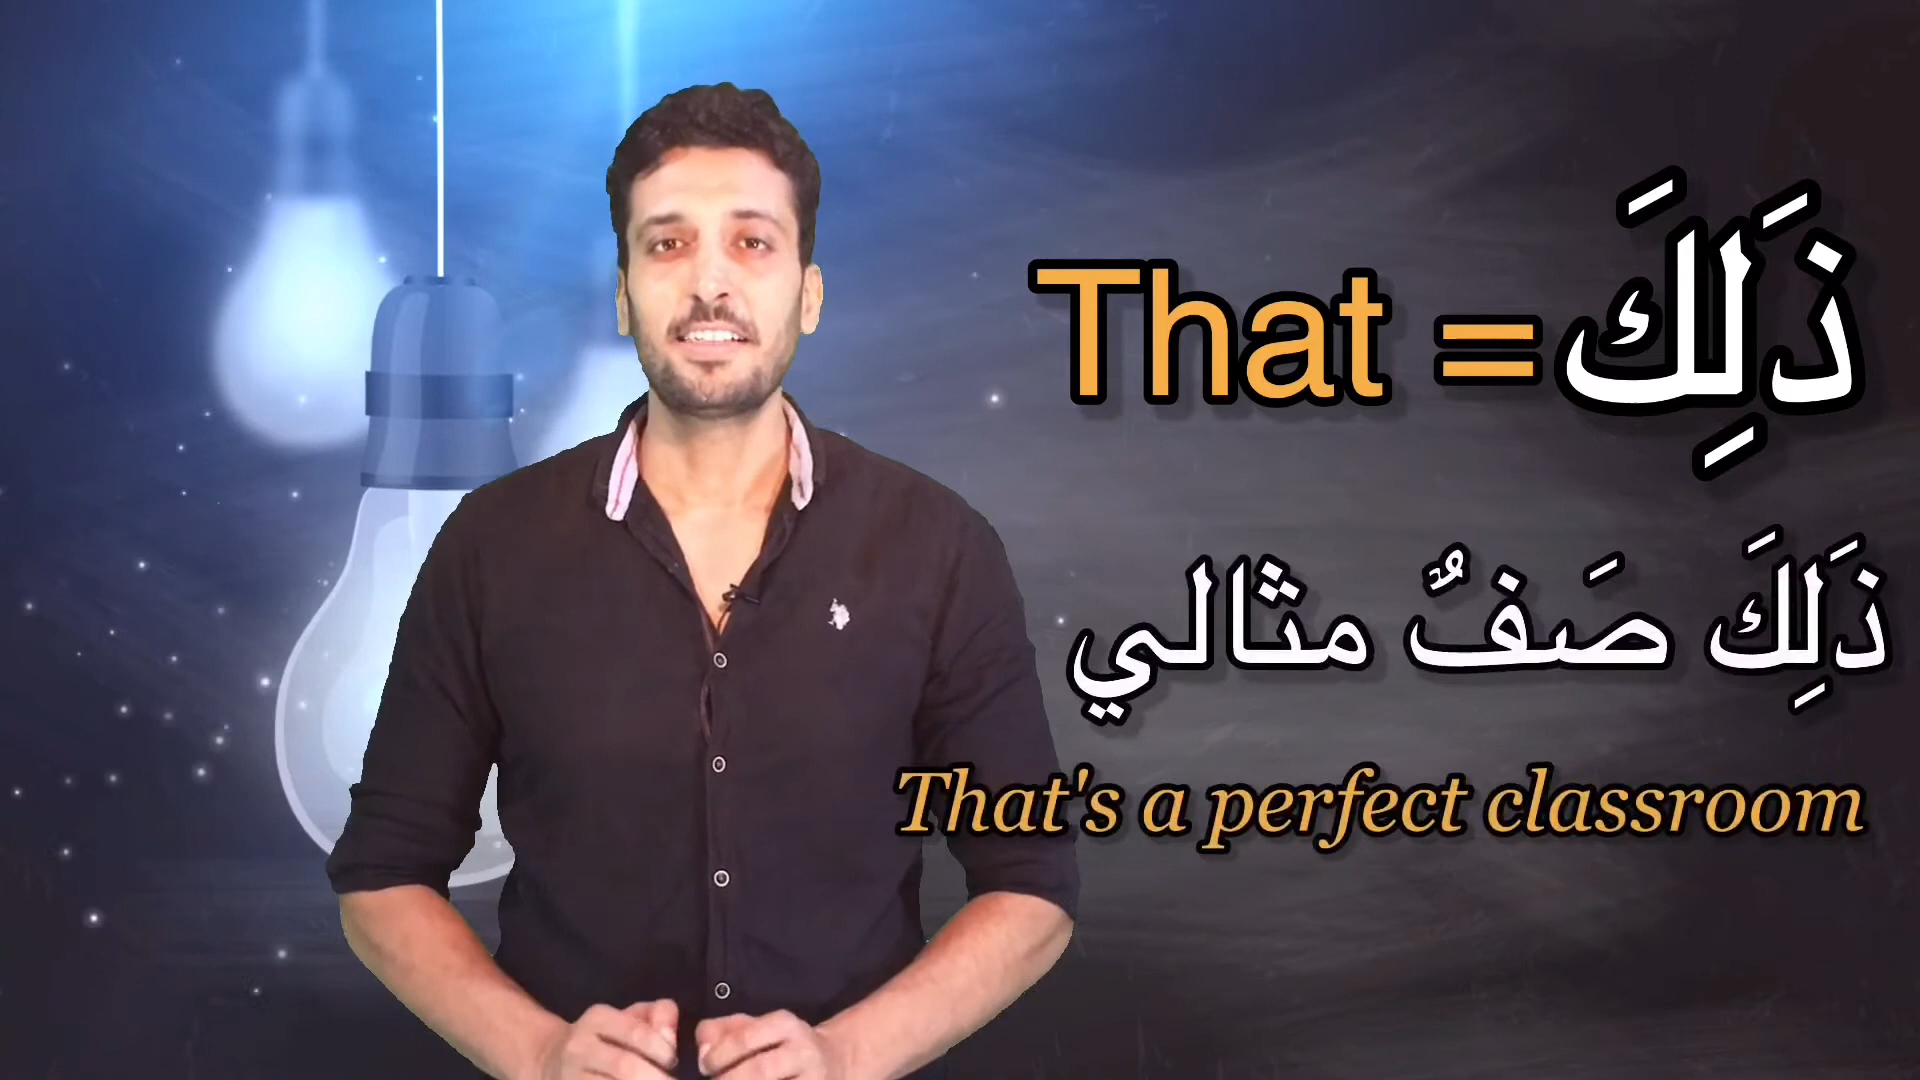 That = ذَلِكَ
ذَلِكَ صَفٌ مثالي
That's a perfect classroom